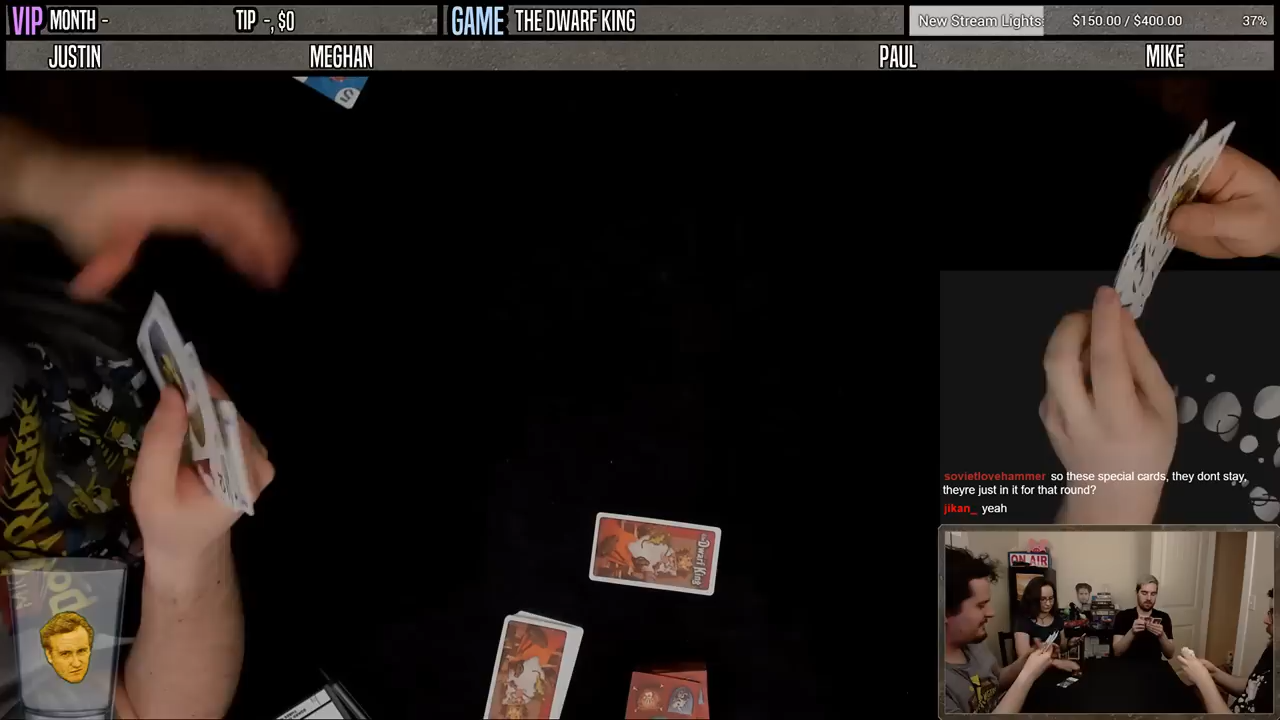 VIP MONTH - TIP -, $0 GAME THE DWARF KING New Stream Lights: $150.00 / $400.00 37%
JUSTIN MEGHAN PAUL MIKE
5
RANGERS
The Dwarf King
sovietlovehammer so these special cards, they dont stay,
theyre just in it for that round?
jikan_ yeah
ON AIR